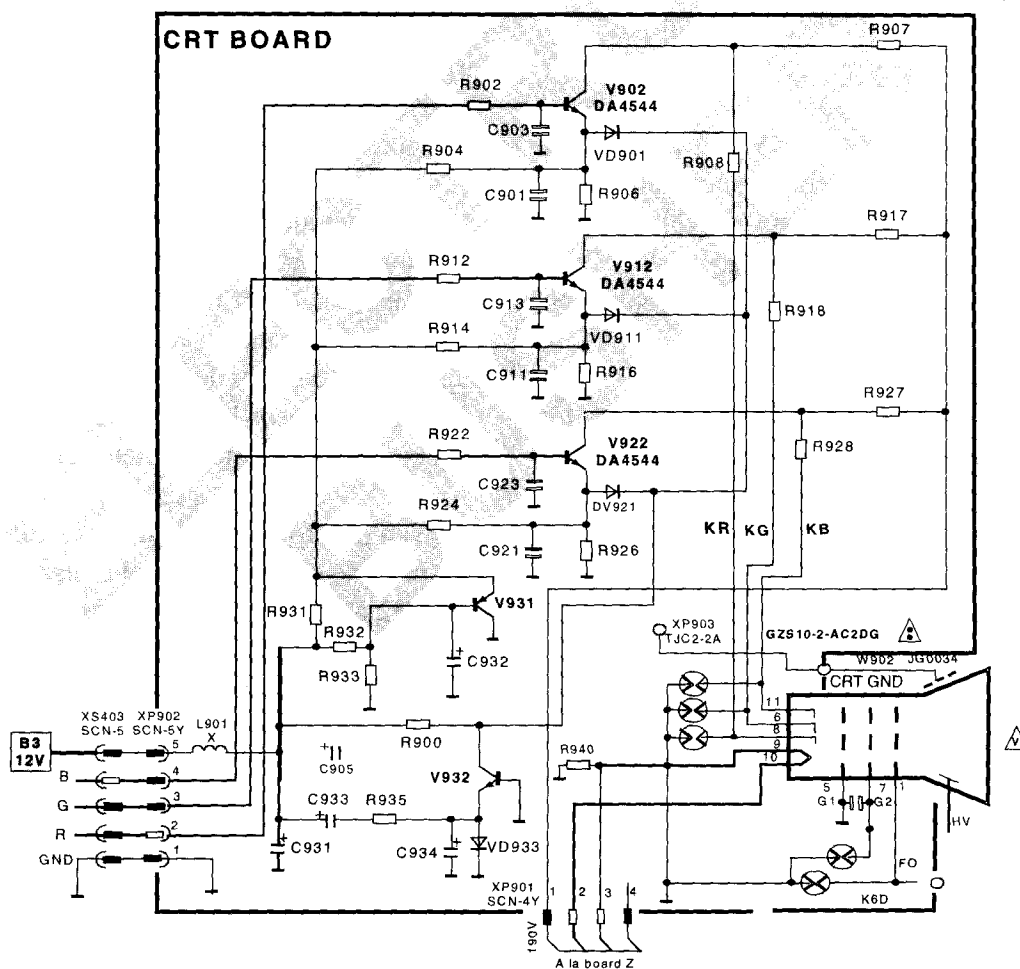 CRT BOARD
R907
R902
V902
DA4544
C903
VD901
R904
R908
C901
R906
R917
R912
V912
DA4544
C913
R918
VD911
R914
C911
R916
R927
R922
V922
DA4544
R928
C923
DV921
R924
KR KG KB
C921
R926
V931
R931
R932
XP903
TJC2-2A
GZS10-2-AC2DG
C932
R933
W902 JG0034
CRT GND
XS403 XP902
SCN-5 SCN-5Y
L901
X
11
6
8
9
10
B3
12V
5
R900
R940
C905
B
4
V932
5 7 1
G
3
G1 G2
C933 R935
R
2
HV
C931
C934
VD933
GND
1
FO
XP901
SCN-4Y
1 2 3 4
K6D
190V
A la board Z